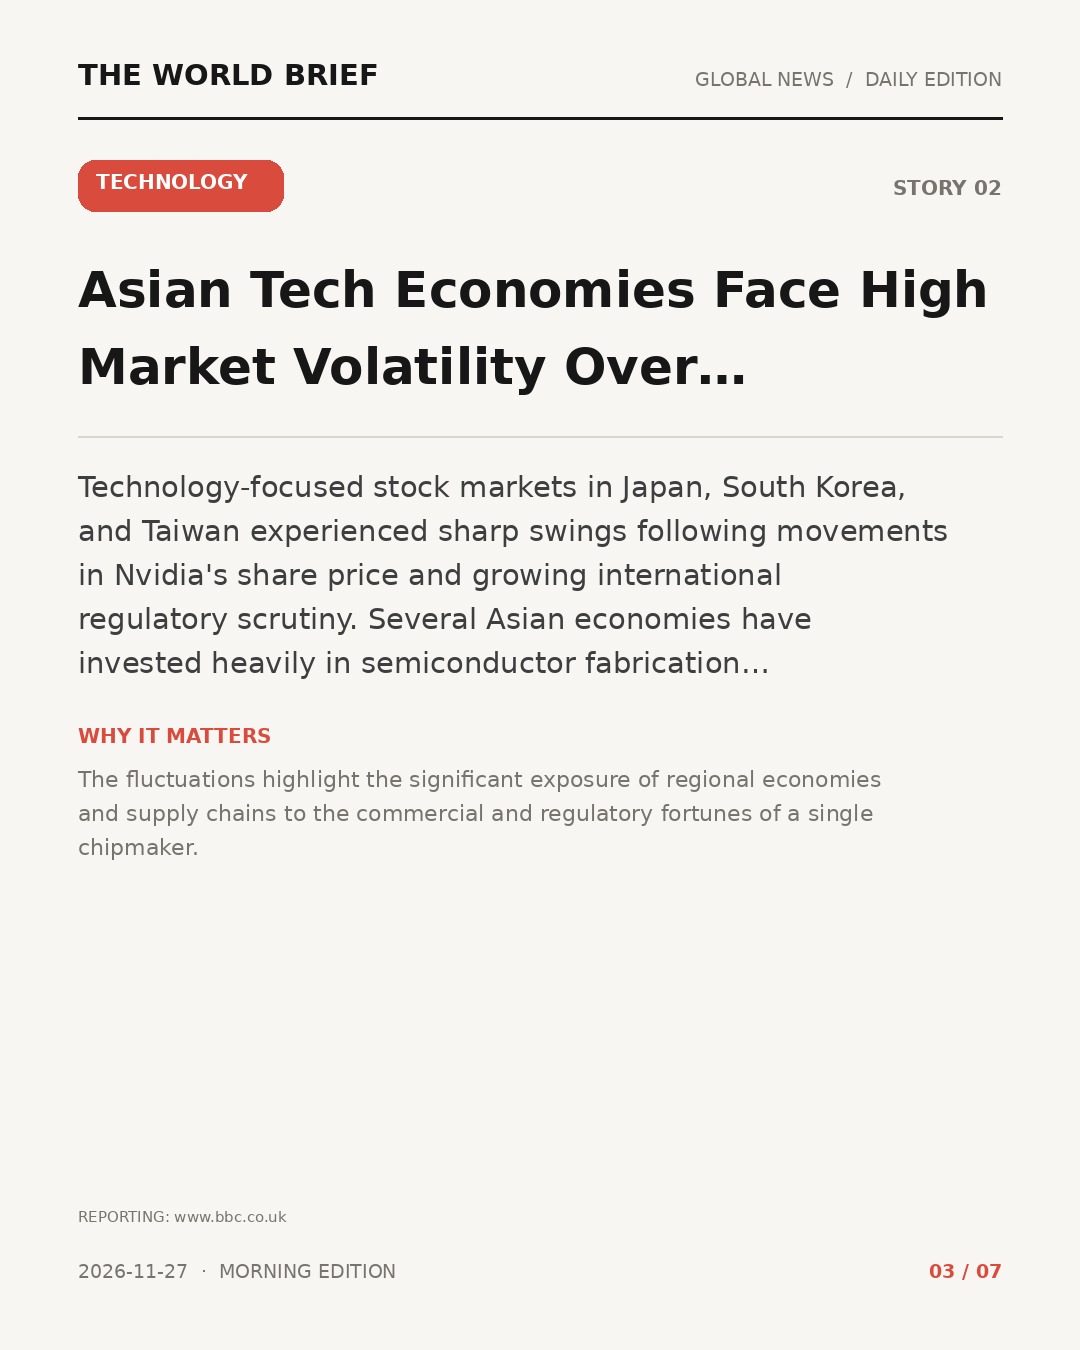 THE WORLD BRIEF
GLOBAL NEWS / DAILY EDITION
TECHNOLOGY
STORY 02
Asian Tech Economies Face High
Market Volatility Over…
Technology-focused stock markets in Japan, South Korea,
and Taiwan experienced sharp swings following movements
in Nvidia's share price and growing international
regulatory scrutiny. Several Asian economies have
invested heavily in semiconductor fabrication…
WHY IT MATTERS
The fluctuations highlight the significant exposure of regional economies
and supply chains to the commercial and regulatory fortunes of a single
chipmaker.
REPORTING: www.bbc.co.uk
2026-11-27 · MORNING EDITION
03 / 07